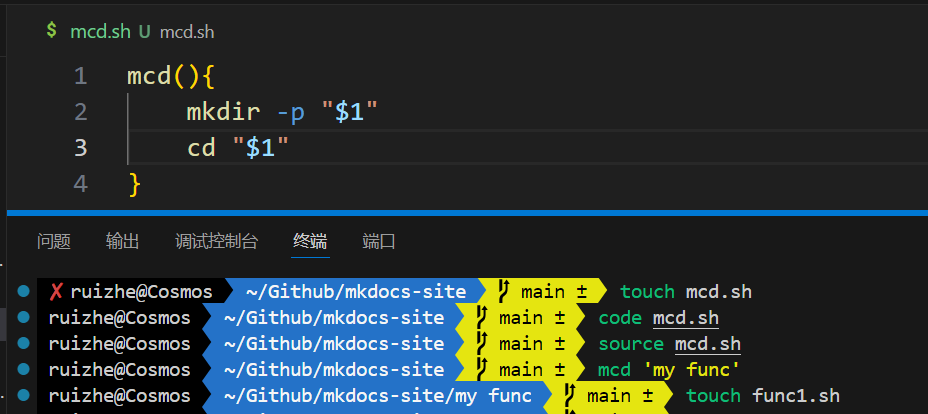 $ mcd.sh U mcd.sh
1 mcd(){
2 mkdir -p "$1"
3 cd "$1"
4 }
问题 输出 调试控制台 终端 端口
✗ ruizhe@Cosmos ~/Github/mkdocs-site main ± touch mcd.sh
ruizhe@Cosmos ~/Github/mkdocs-site main ± code mcd.sh
ruizhe@Cosmos ~/Github/mkdocs-site main ± source mcd.sh
ruizhe@Cosmos ~/Github/mkdocs-site main ± mcd 'my func'
ruizhe@Cosmos ~/Github/mkdocs-site/my func main ± touch func1.sh